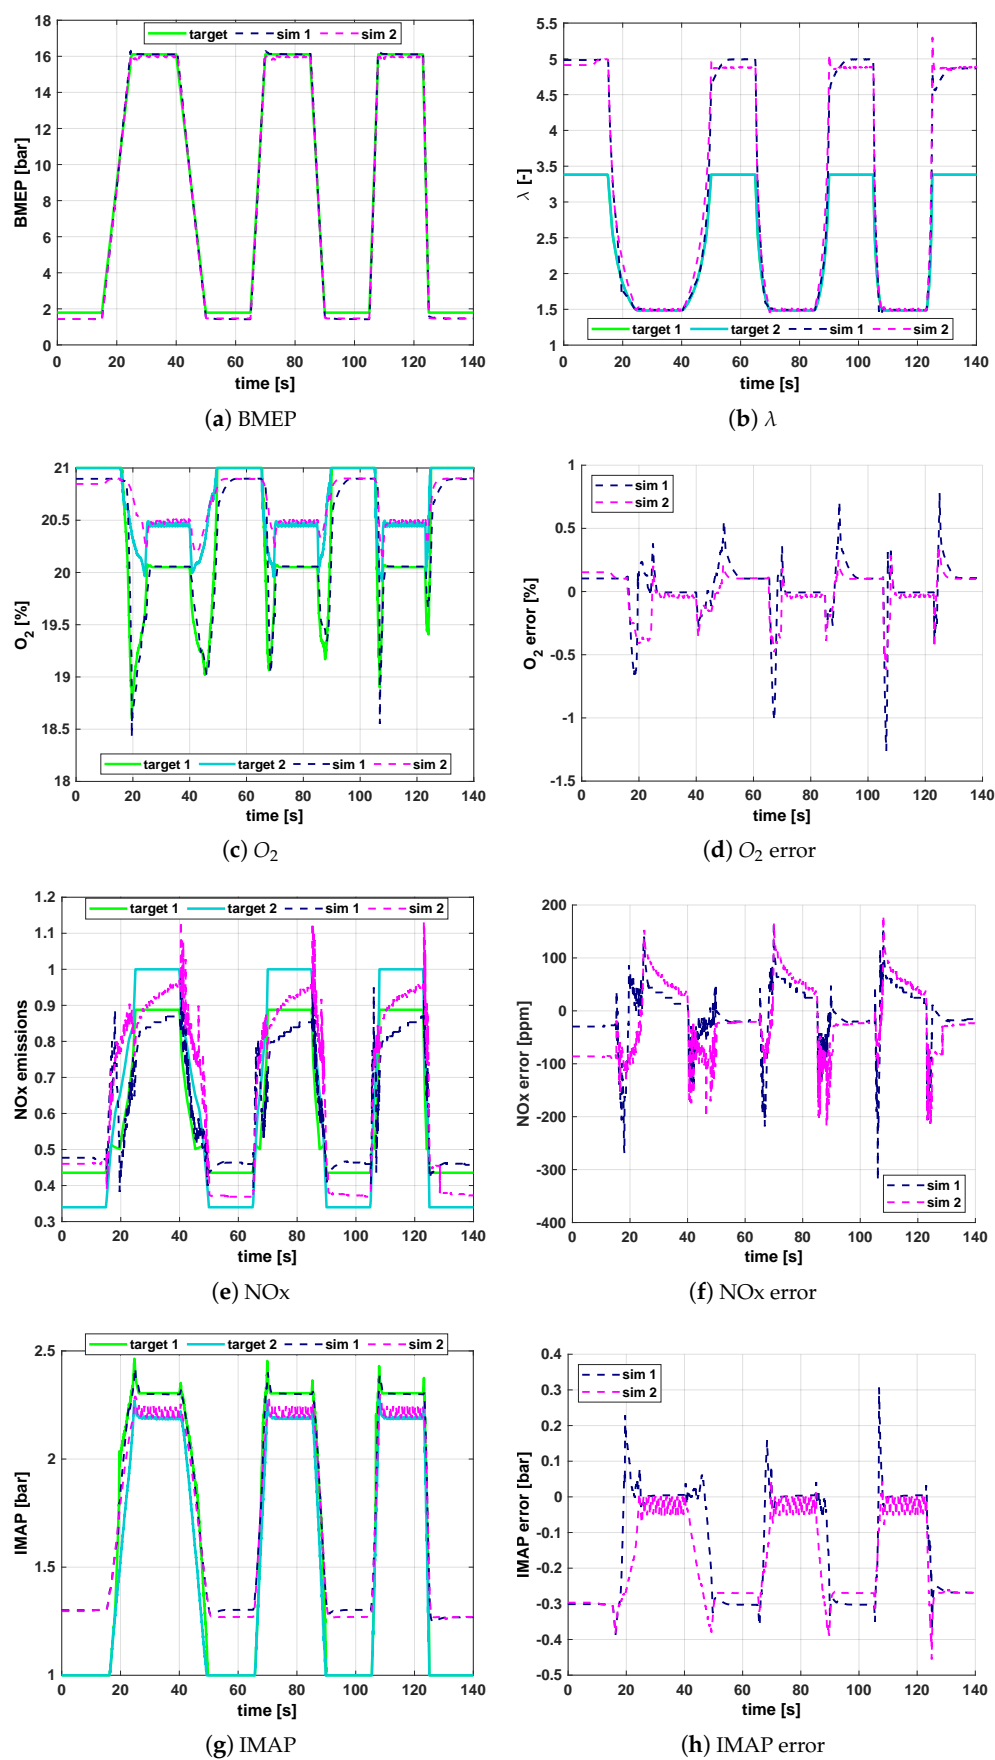 target sim 1 sim 2
18
16
14
12
10
8
6
4
2
0
BMEP [bar]
0 20 40 60 80 100 120 140
time [s]
(a) BMEP
5.5
5
4.5
4
3.5
3
2.5
2
1.5
1
λ [-]
target 1 target 2 sim 1 sim 2
0 20 40 60 80 100 120 140
time [s]
(b) λ
21
20.5
20
19.5
19
18.5
18
O2 [%]
target 1 target 2 sim 1 sim 2
0 20 40 60 80 100 120 140
time [s]
(c) O2
1
0.5
0
-0.5
-1
-1.5
O2 error [%]
sim 1
sim 2
0 20 40 60 80 100 120 140
time [s]
(d) O2 error
target 1 target 2 sim 1 sim 2
1.2
1.1
1
0.9
0.8
0.7
0.6
0.5
0.4
0.3
NOx emissions
0 20 40 60 80 100 120 140
time [s]
(e) NOx
200
100
0
-100
-200
-300
-400
NOx error [ppm]
sim 1
sim 2
0 20 40 60 80 100 120 140
time [s]
(f) NOx error
target 1 target 2 sim 1 sim 2
2.5
2
1.5
1
IMAP [bar]
0 20 40 60 80 100 120 140
time [s]
(g) IMAP
0.4
0.3
0.2
0.1
0
-0.1
-0.2
-0.3
-0.4
-0.5
IMAP error [bar]
sim 1
sim 2
0 20 40 60 80 100 120 140
time [s]
(h) IMAP error